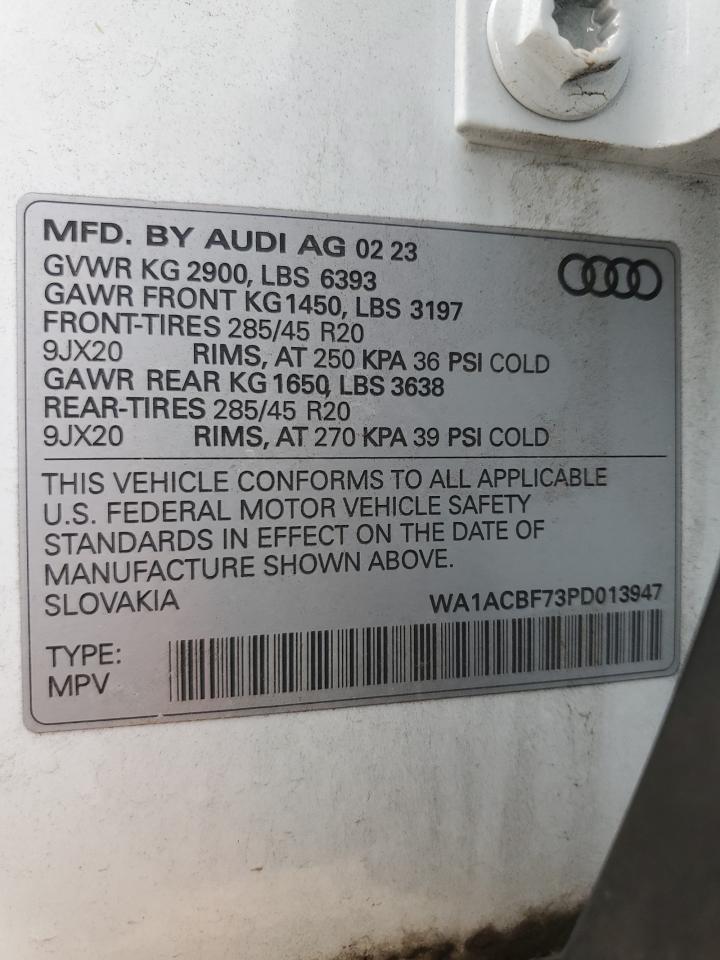 MFD. BY AUDI AG 02 23
GVWR KG 2900, LBS 6393
GAWR FRONT KG1450, LBS 3197
FRONT-TIRES 285/45 R20
9JX20 RIMS, AT 250 KPA 36 PSI COLD
GAWR REAR KG 1650, LBS 3638
REAR-TIRES 285/45 R20
9JX20 RIMS, AT 270 KPA 39 PSI COLD
THIS VEHICLE CONFORMS TO ALL APPLICABLE
U.S. FEDERAL MOTOR VEHICLE SAFETY
STANDARDS IN EFFECT ON THE DATE OF
MANUFACTURE SHOWN ABOVE.
SLOVAKIA WA1ACBF73PD013947
TYPE:
MPV